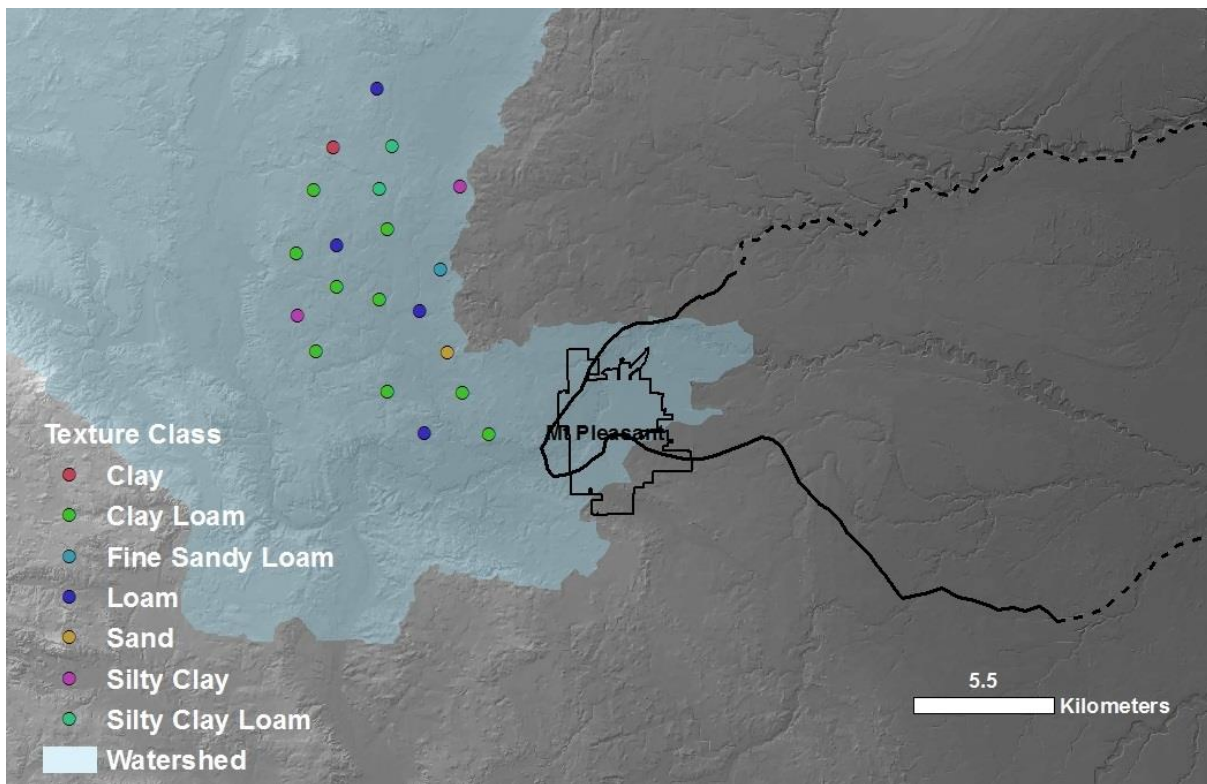 Mt Pleasant
Texture Class
Clay
Clay Loam
Fine Sandy Loam
Loam
Sand
Silty Clay
Silty Clay Loam
Watershed
5.5
Kilometers